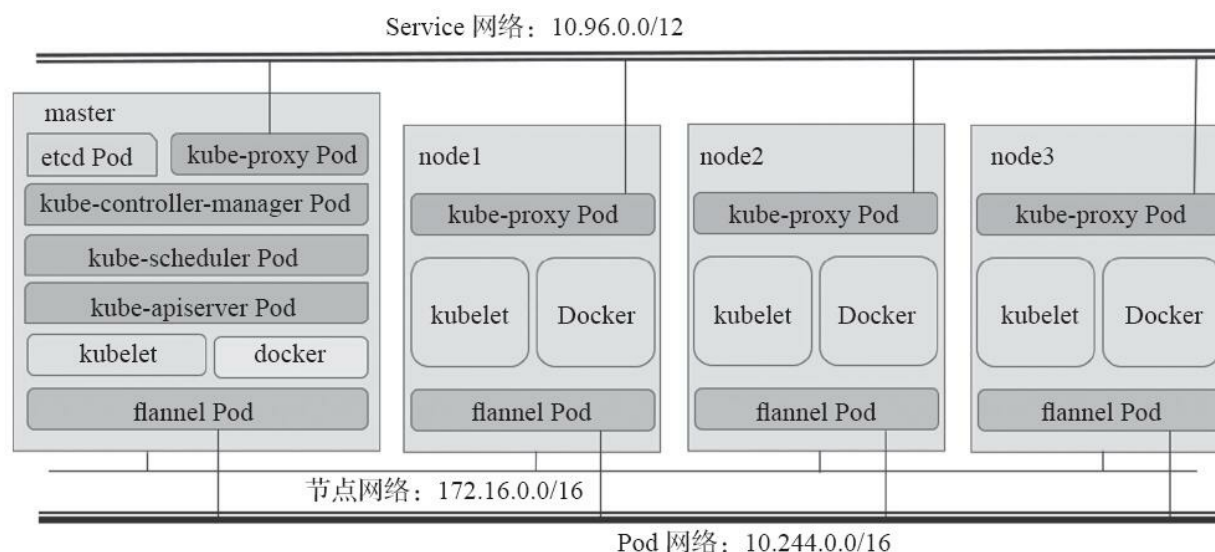 Service 网络：10.96.0.0/12
master
etcd Pod
kube-proxy Pod
kube-controller-manager Pod
kube-scheduler Pod
kube-apiserver Pod
kubelet
docker
flannel Pod
node1
kube-proxy Pod
kubelet
Docker
flannel Pod
node2
kube-proxy Pod
kubelet
Docker
flannel Pod
node3
kube-proxy Pod
kubelet
Docker
flannel Pod
节点网络：172.16.0.0/16
Pod 网络：10.244.0.0/16